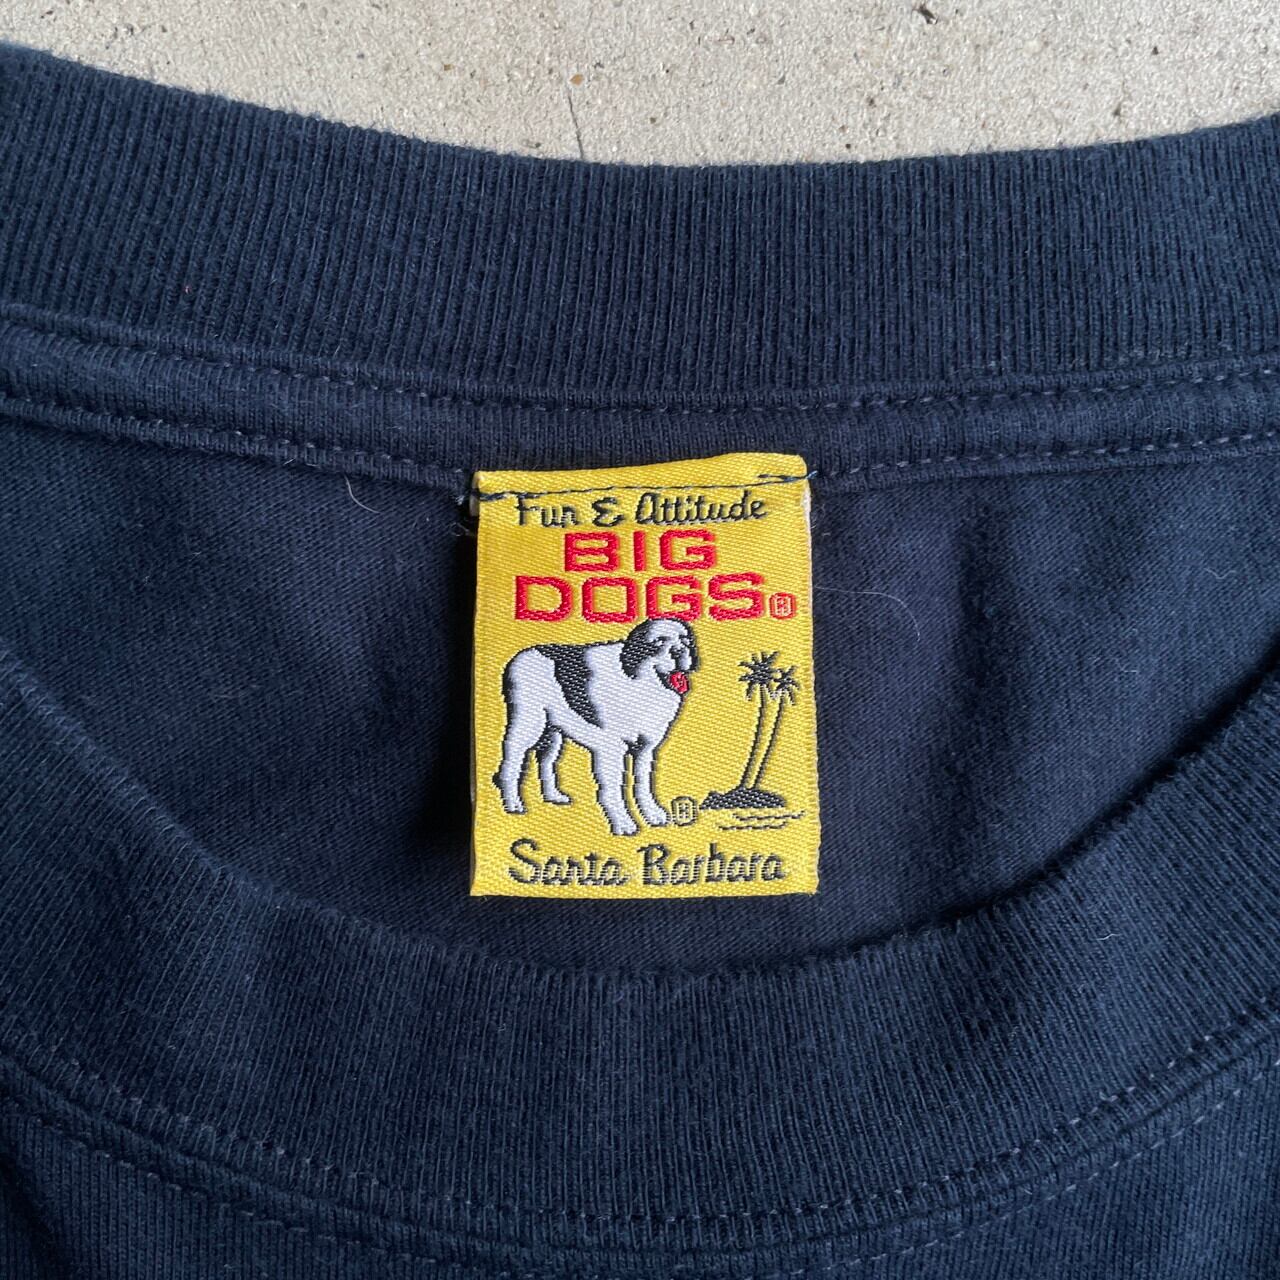 Fun & Attitude
BIG
DOGS®
®
Santa Barbara